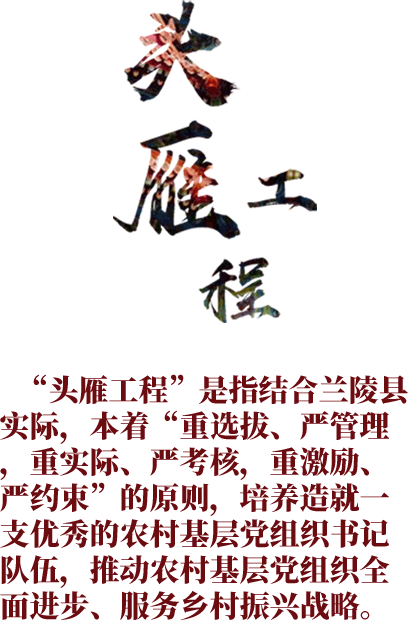 头
雁
工
程
“头雁工程”是指结合兰陵县
实际，本着“重选拔、严管理
，重实际、严考核，重激励、
严约束”的原则，培养造就一
支优秀的农村基层党组织书记
队伍，推动农村基层党组织全
面进步、服务乡村振兴战略。